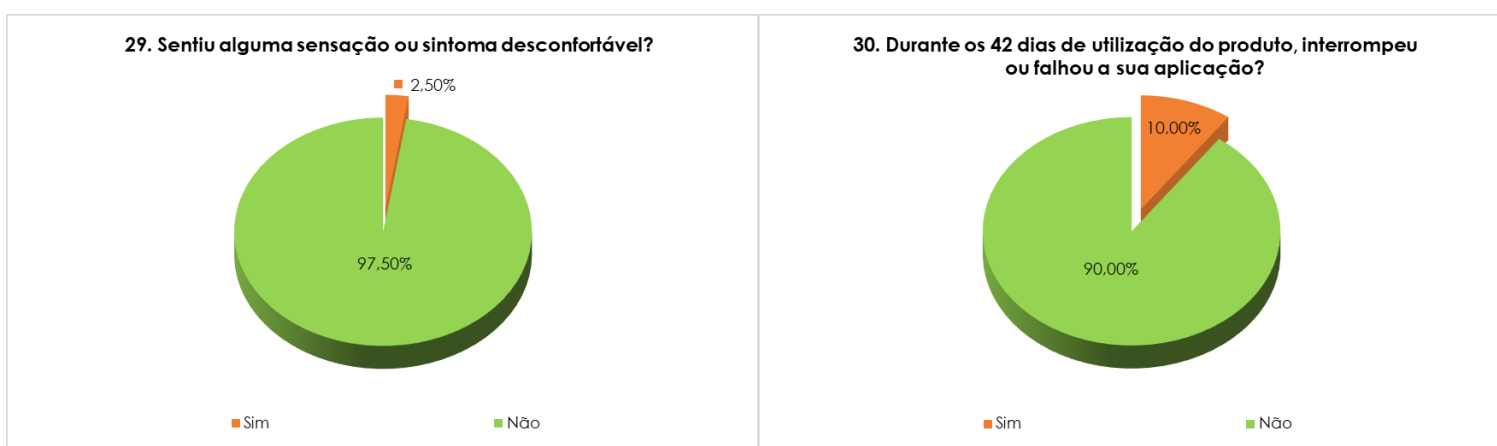 29. Sentiu alguma sensação ou sintoma desconfortável?
2,50%
97,50%
Sim
Não
30. Durante os 42 dias de utilização do produto, interrompeu
ou falhou a sua aplicação?
10,00%
90,00%
Sim
Não